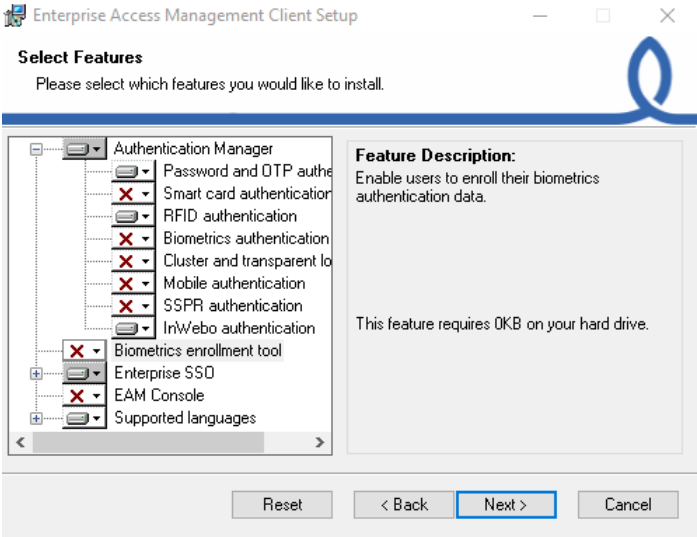 Enterprise Access Management Client Setup
Select Features
Please select which features you would like to install.
Authentication Manager
Password and OTP authe
Smart card authentication
RFID authentication
Biometrics authentication
Cluster and transparent lo
Mobile authentication
SSPR authentication
InWebo authentication
Biometrics enrollment tool
Enterprise SSO
EAM Console
Supported languages
Feature Description:
Enable users to enroll their biometrics
authentication data.
This feature requires 0KB on your hard drive.
Reset
< Back
Next >
Cancel